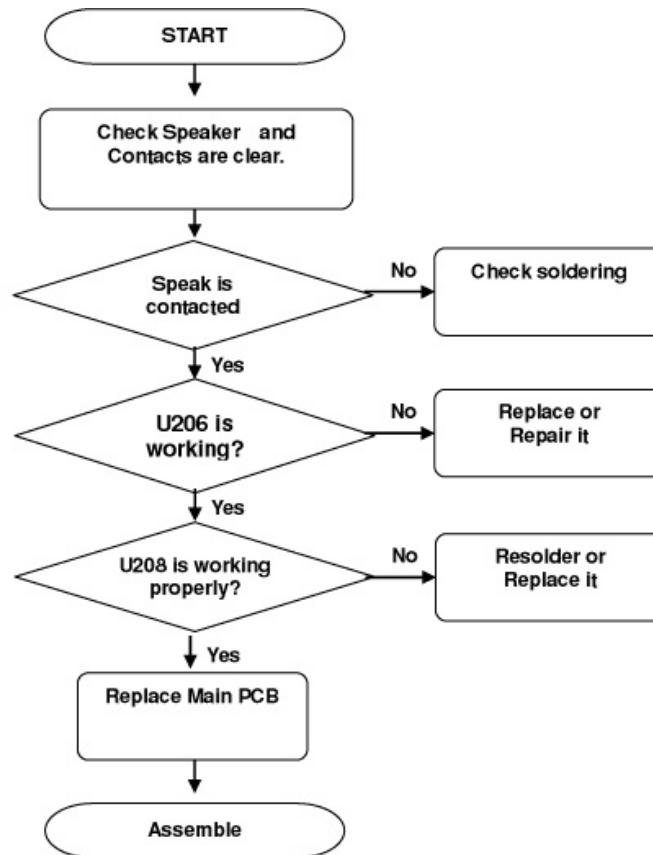 START
Check Speaker and
Contacts are clear.
Speak is
contacted
No
Check soldering
Yes
U206 is
working?
No
Replace or
Repair it
Yes
U208 is working
properly?
No
Resolder or
Replace it
Yes
Replace Main PCB
Assemble